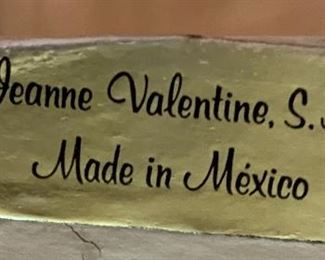 Jeanne Valentine, S.
Made in México